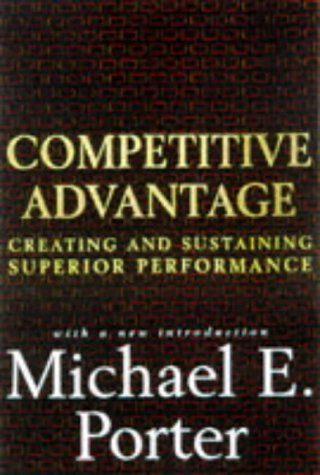 COMPETITIVE
ADVANTAGE
CREATING AND SUSTAINING
SUPERIOR PERFORMANCE
with a new introduction
Michael E.
Porter